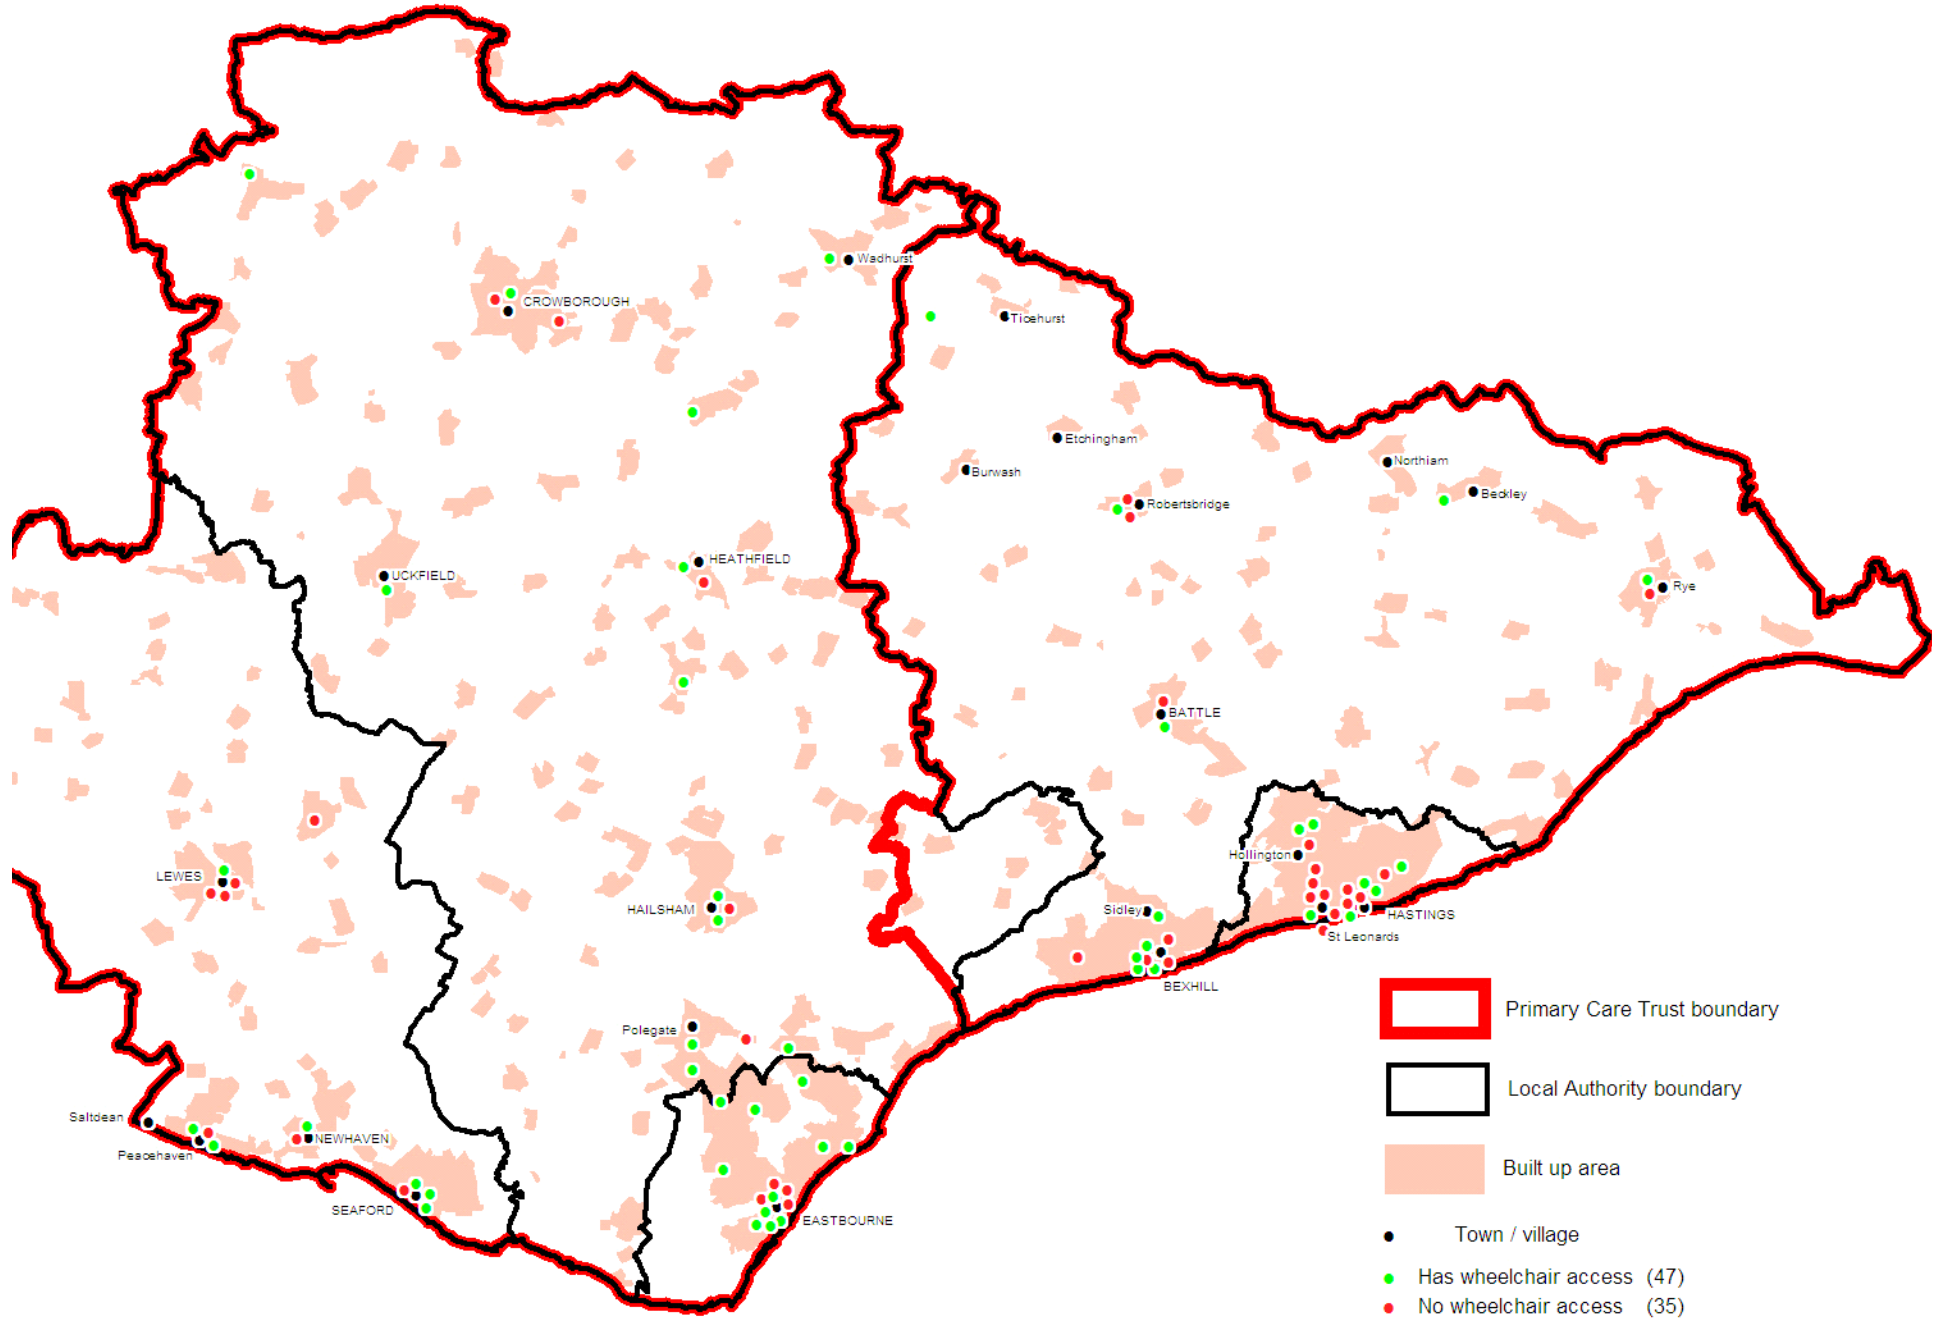 Wadhurst
CROWBOROUGH
Ticehurst
Etchingham
Burwash
Northiam
Beckley
Robertsbridge
HEATHFIELD
UCKFIELD
Rye
BATTLE
Hollington
LEWES
HAILSHAM
Sidley
HASTINGS
St Leonards
BEXHILL
Polegate
Saltdean
Peacehaven
NEWHAVEN
SEAFORD
EASTBOURNE
Primary Care Trust boundary
Local Authority boundary
Built up area
Town / village
Has wheelchair access (47)
No wheelchair access (35)